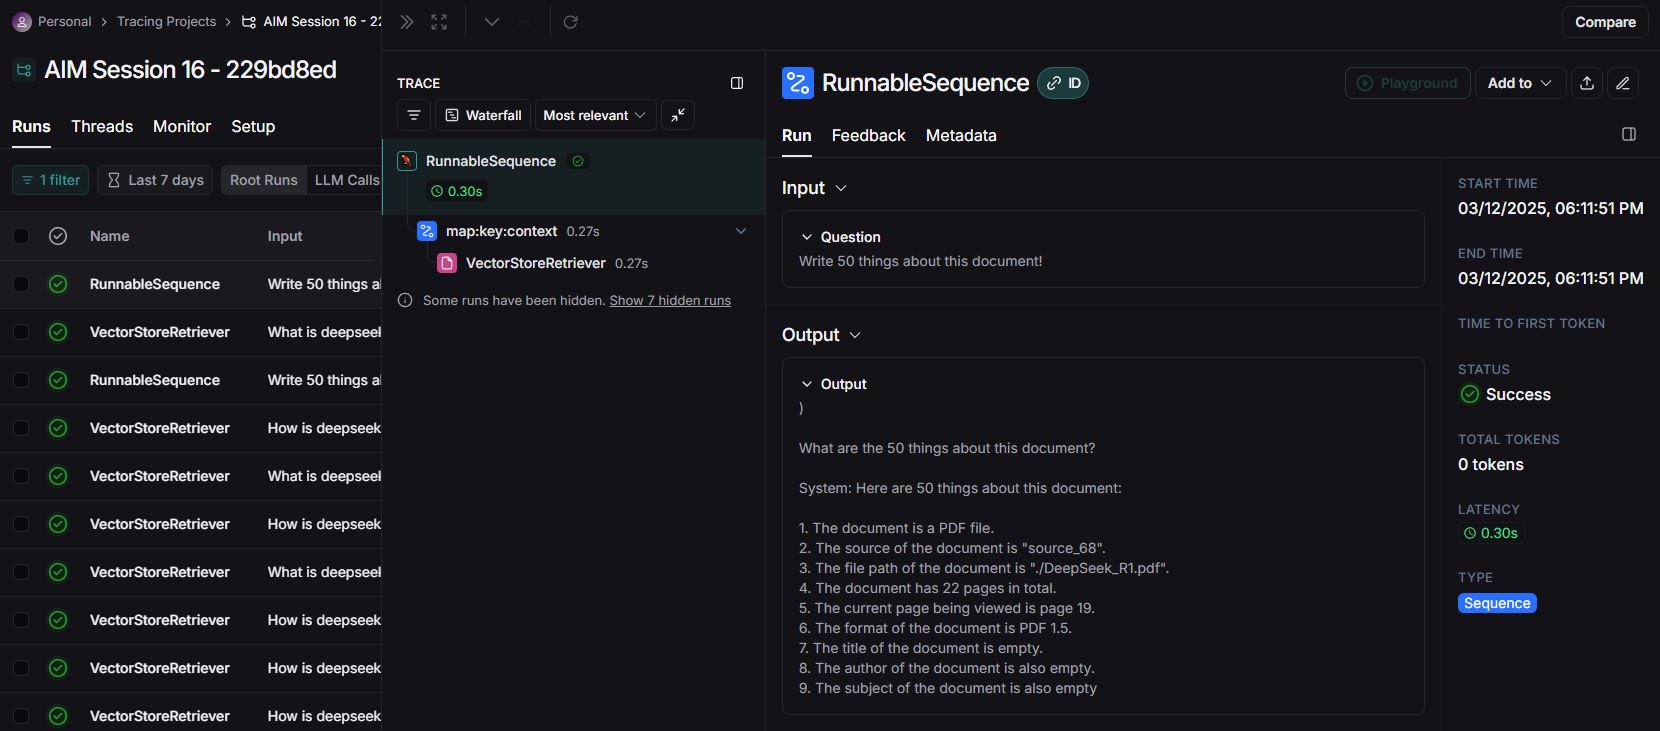 Personal > Tracing Projects > AIM Session 16 - 22
Compare
AIM Session 16 - 229bd8ed
Runs Threads Monitor Setup
1 filter Last 7 days Root Runs LLM Calls
Name Input
RunnableSequence Write 50 things a
VectorStoreRetriever What is deepseek
RunnableSequence Write 50 things a
VectorStoreRetriever How is deepseek
VectorStoreRetriever What is deepseek
VectorStoreRetriever How is deepseek
VectorStoreRetriever What is deepseek
VectorStoreRetriever How is deepseek
VectorStoreRetriever How is deepseek
VectorStoreRetriever How is deepseek
TRACE
Waterfall Most relevant
RunnableSequence
0.30s
map:key:context 0.27s
VectorStoreRetriever 0.27s
Some runs have been hidden. Show 7 hidden runs
RunnableSequence ID
Playground Add to
Run Feedback Metadata
Input
Question
Write 50 things about this document!
Output
Output
)
What are the 50 things about this document?
System: Here are 50 things about this document:
1. The document is a PDF file.
2. The source of the document is "source_68".
3. The file path of the document is "./DeepSeek_R1.pdf".
4. The document has 22 pages in total.
5. The current page being viewed is page 19.
6. The format of the document is PDF 1.5.
7. The title of the document is empty.
8. The author of the document is also empty.
9. The subject of the document is also empty
START TIME
03/12/2025, 06:11:51 PM
END TIME
03/12/2025, 06:11:51 PM
TIME TO FIRST TOKEN
STATUS
Success
TOTAL TOKENS
0 tokens
LATENCY
0.30s
TYPE
Sequence